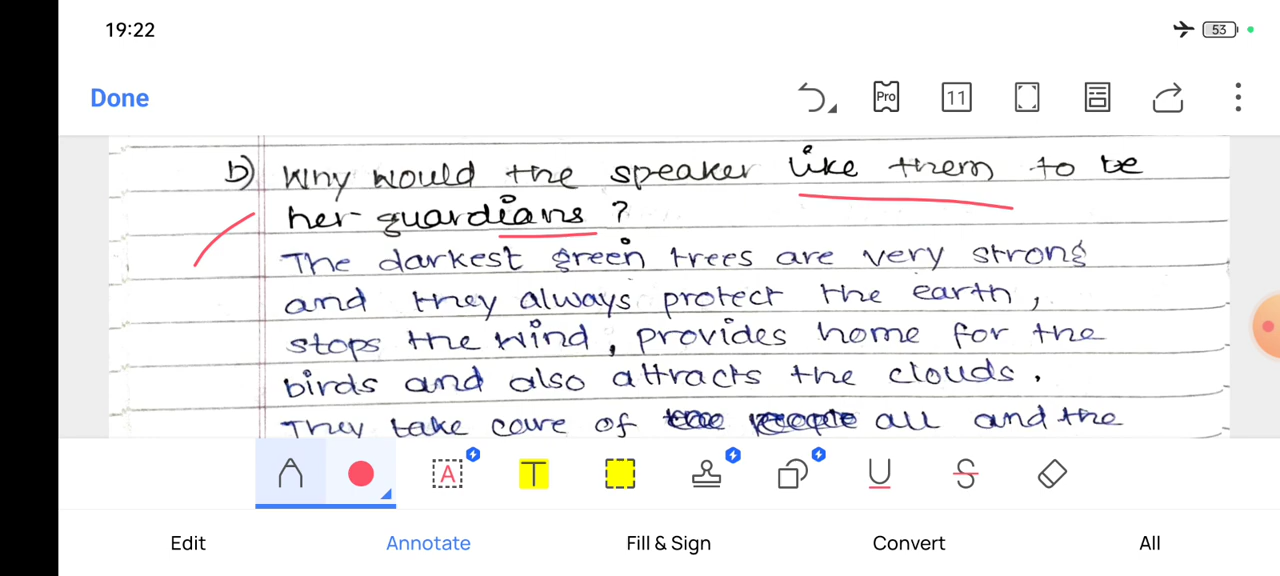 19:22
53
Done
Pro
11
b) Why would the speaker like them to be
her guardians ?
The darkest green trees are very strong
and they always protect the earth,
stops the wind, provides home for the
birds and also attracts the clouds.
They take care of all and the
A
T
U
S
Edit
Annotate
Fill & Sign
Convert
All